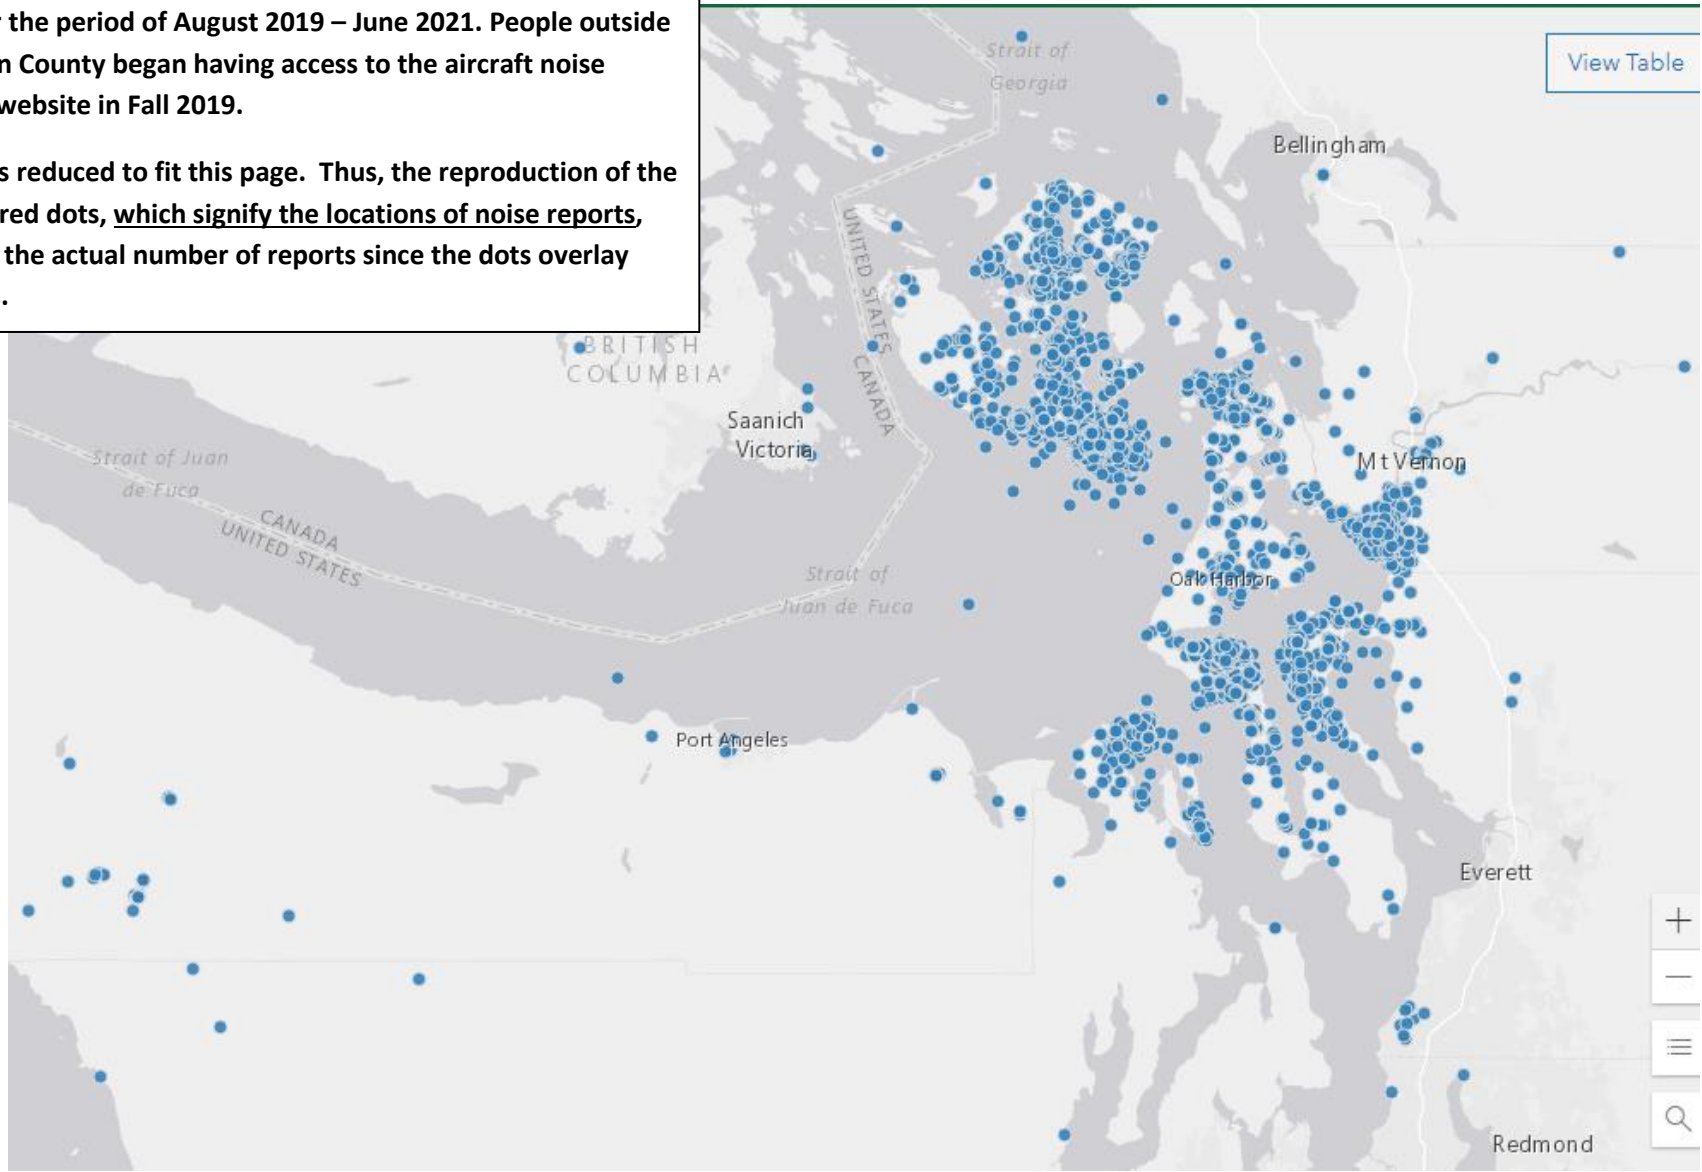 r the period of August 2019 – June 2021. People outside
n County began having access to the aircraft noise
website in Fall 2019.
s reduced to fit this page. Thus, the reproduction of the
red dots, which signify the locations of noise reports,
the actual number of reports since the dots overlay
.
View Table
Strait of
Georgia
Bellingham
UNITED STATES
CANADA
BRITISH
COLUMBIA
Saanich
Victoria
Mt Vernon
Strait of Juan
de Fuca
CANADA
UNITED STATES
Strait of
Juan de Fuca
Oak Harbor
Port Angeles
Everett
Redmond